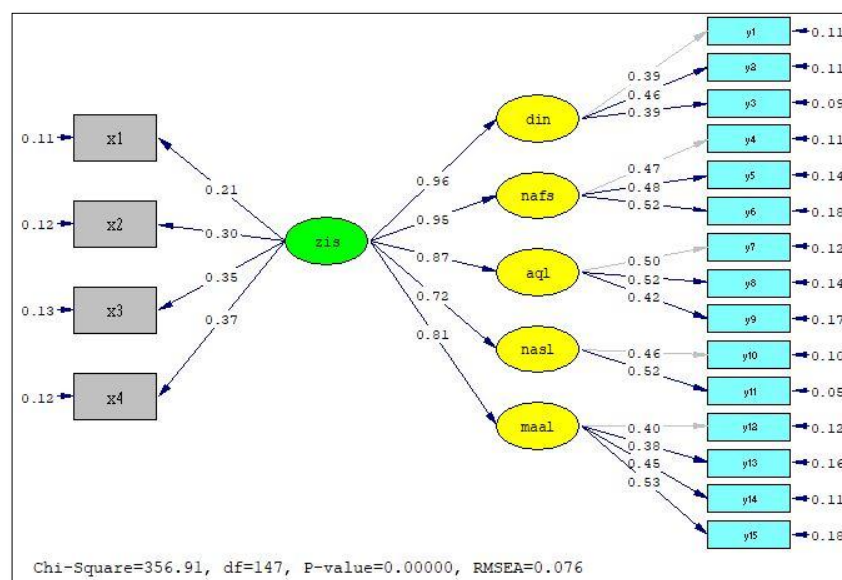 y1
0.11
0.39
y2
0.11
0.46
0.39
y3
0.09
din
0.11
x1
y4
0.11
0.47
y5
0.14
0.48
0.96
0.21
nafs
0.52
y6
0.18
0.95
0.12
x2
0.30
zis
y7
0.12
0.50
0.87
aql
0.52
y8
0.14
0.35
0.42
0.72
0.13
x3
y9
0.17
0.37
0.81
nasl
0.46
y10
0.10
0.52
y11
0.05
0.12
x4
maal
0.40
y12
0.12
0.38
0.45
y13
0.16
0.53
y14
0.11
y15
0.18
Chi-Square=356.91, df=147, P-value=0.00000, RMSEA=0.076